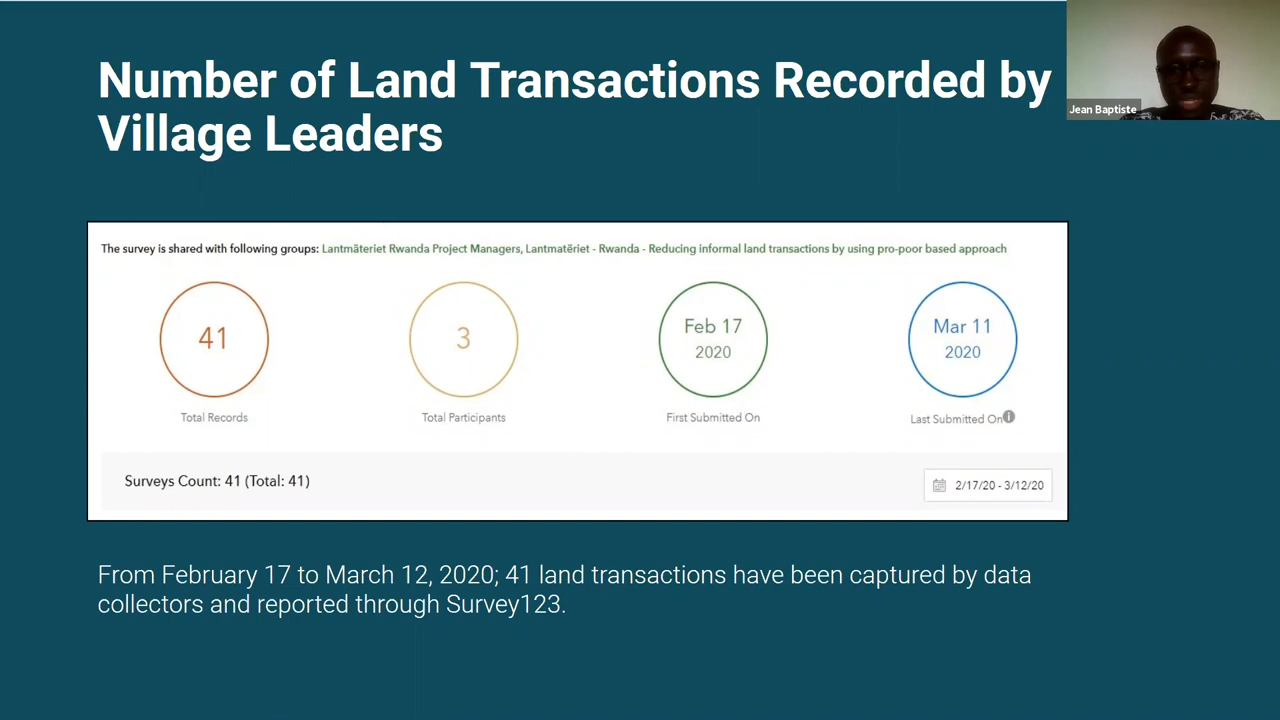 Number of Land Transactions Recorded by
Village Leaders
Jean Baptiste
The survey is shared with following groups: Lantmäteriet Rwanda Project Managers, Lantmatëriet - Rwanda - Reducing informal land transactions by using pro-poor based approach
41
Total Records
3
Total Participants
Feb 17
2020
First Submitted On
Mar 11
2020
Last Submitted On
Surveys Count: 41 (Total: 41)
2/17/20 - 3/12/20
From February 17 to March 12, 2020; 41 land transactions have been captured by data
collectors and reported through Survey123.